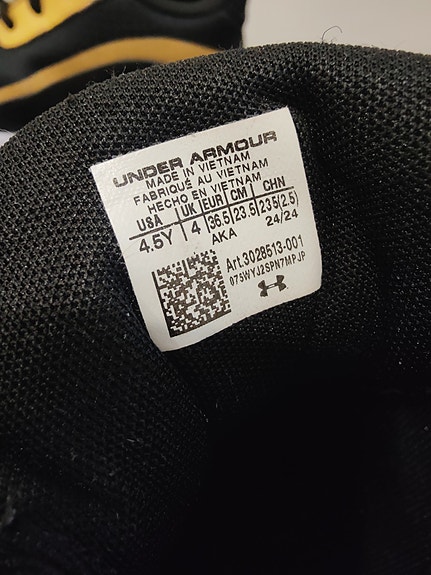 UNDER ARMOUR
MADE IN VIETNAM
FABRIQUÉ AU VIETNAM
HECHO EN VIETNAM
USA UK EUR CM CHN
4.5Y 4 36.5 23.5 235(2.5)
AKA 24/24
Art.3028513-001
075WYJ2SPN7MPJP